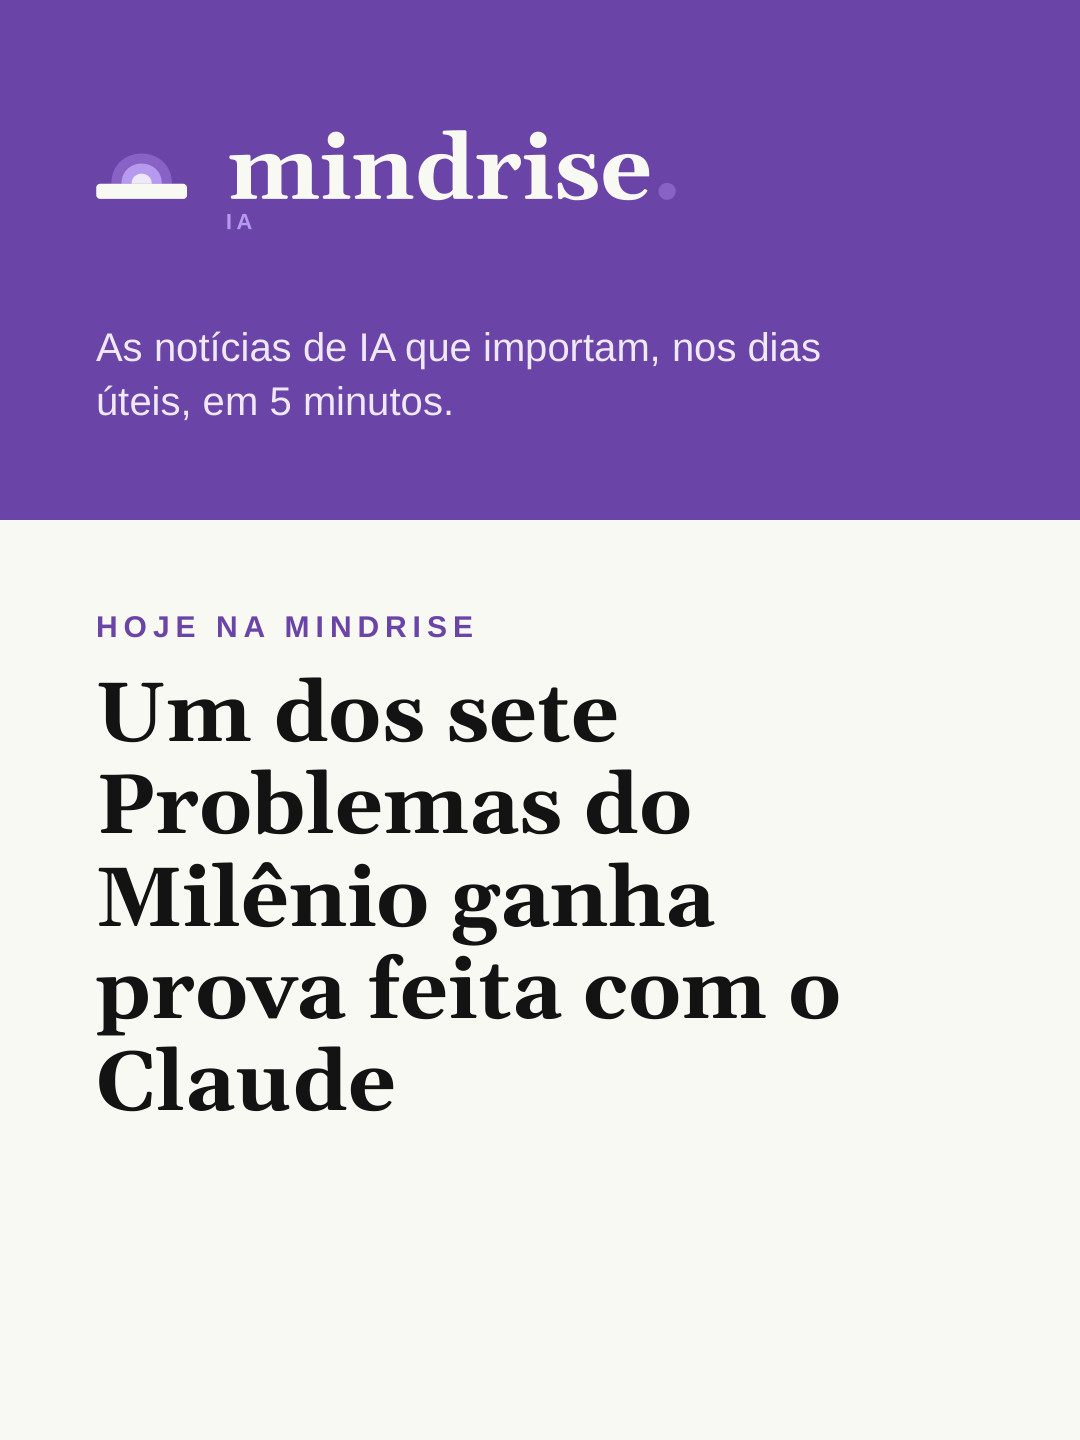 mindrise.
IA
As notícias de IA que importam, nos dias
úteis, em 5 minutos.
HOJE NA MINDRISE
Um dos sete
Problemas do
Milênio ganha
prova feita com o
Claude